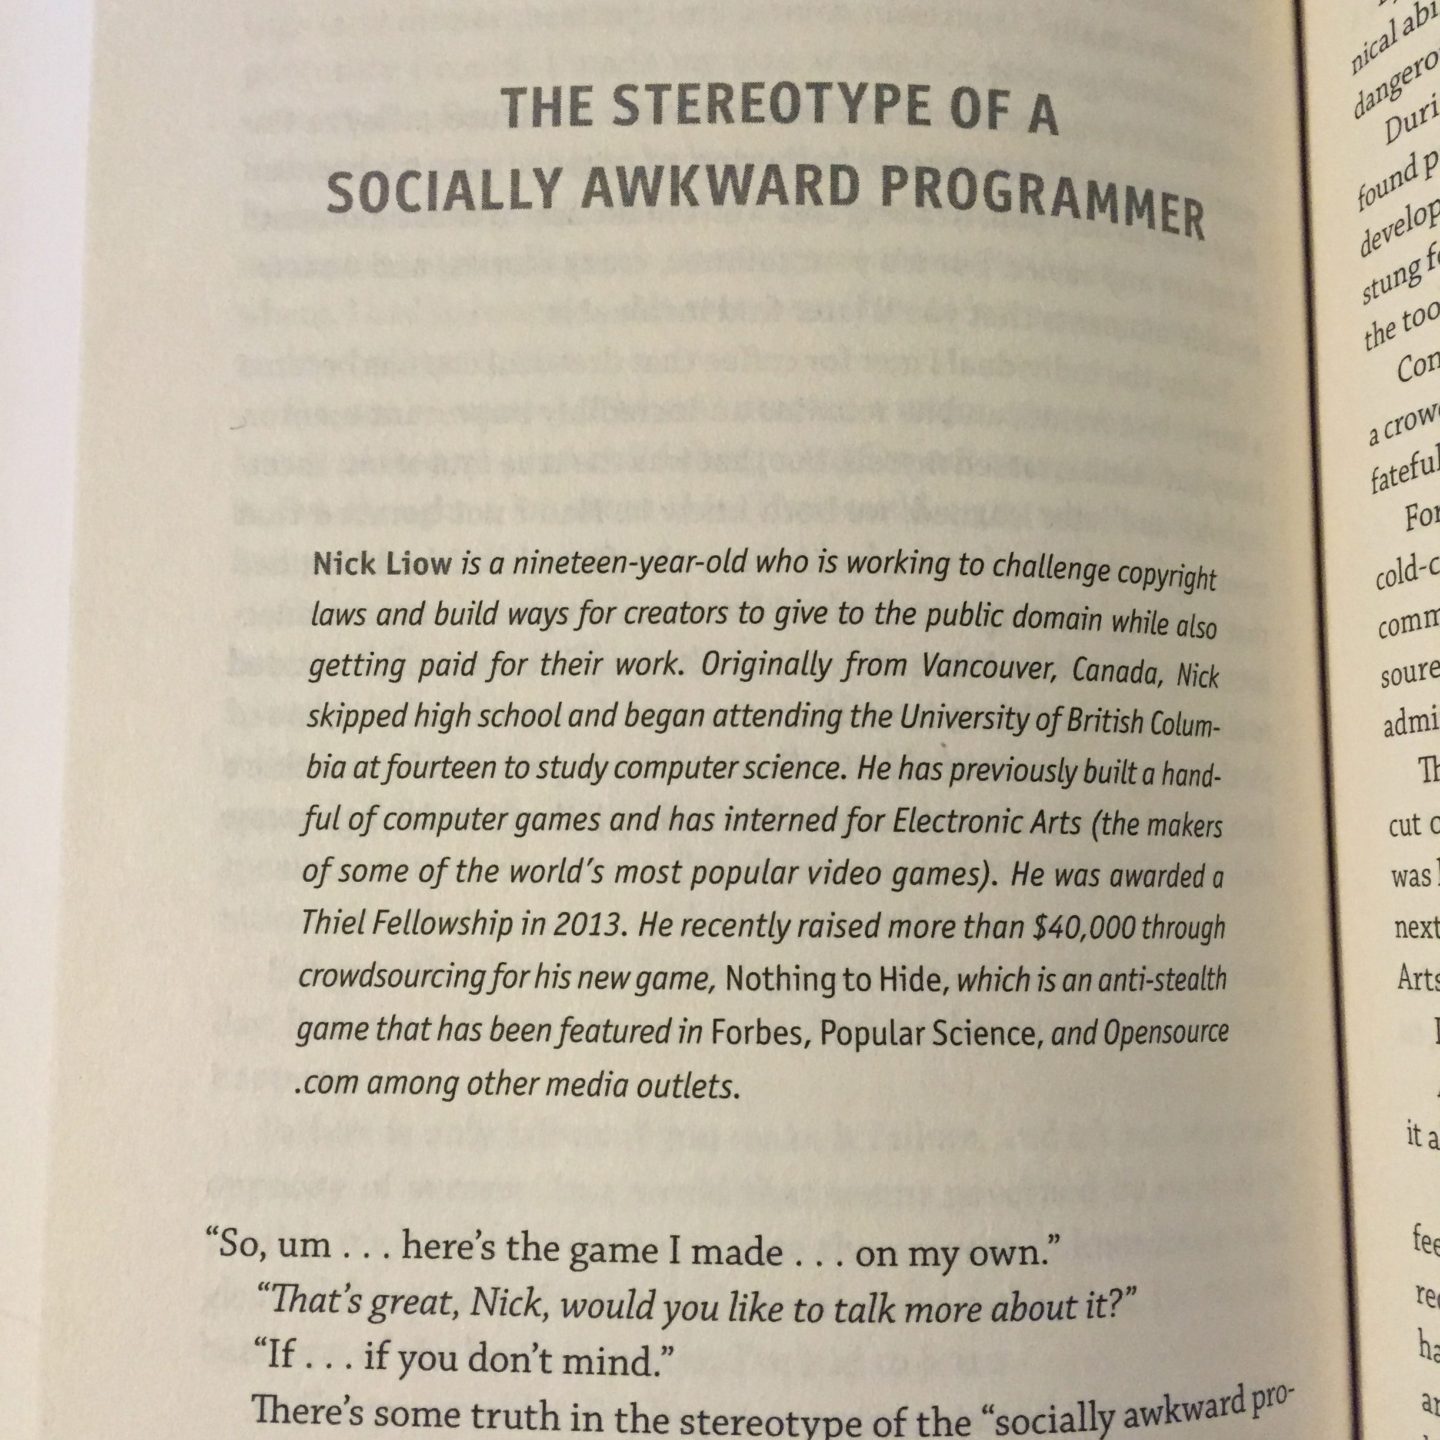 THE STEREOTYPE OF A
SOCIALLY AWKWARD PROGRAMMER
Nick Liow is a nineteen-year-old who is working to challenge copyright
laws and build ways for creators to give to the public domain while also
getting paid for their work. Originally from Vancouver, Canada, Nick
skipped high school and began attending the University of British Colum-
bia at fourteen to study computer science. He has previously built a hand-
ful of computer games and has interned for Electronic Arts (the makers
of some of the world's most popular video games). He was awarded a
Thiel Fellowship in 2013. He recently raised more than $40,000 through
crowdsourcing for his new game, Nothing to Hide, which is an anti-stealth
game that has been featured in Forbes, Popular Science, and Opensource
.com among other media outlets.
“So, um . . . here's the game I made . . . on my own.”
“That's great, Nick, would you like to talk more about it?”
“If . . . if you don't mind.”
There's some truth in the stereotype of the “socially awkward pro-
nical abi
dangero
Duri
found p
develop
stung f
the too
Con
a crow
fateful
For
cold-c
comm
soure
admi
Th
cut o
was
next
Arts
it a
fee
re
ha